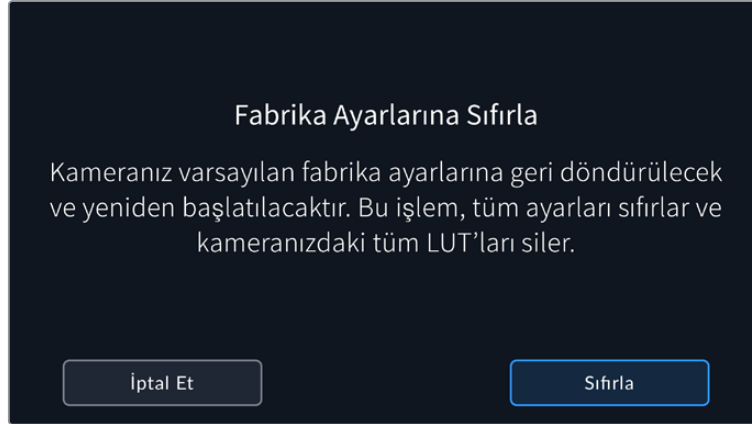 Fabrika Ayarlarına Sıfırla
Kameranız varsayılan fabrika ayarlarına geri döndürülecek
ve yeniden başlatılacaktır. Bu işlem, tüm ayarları sıfırlar ve
kameranızdaki tüm LUT’ları siler.
İptal Et
Sıfırla